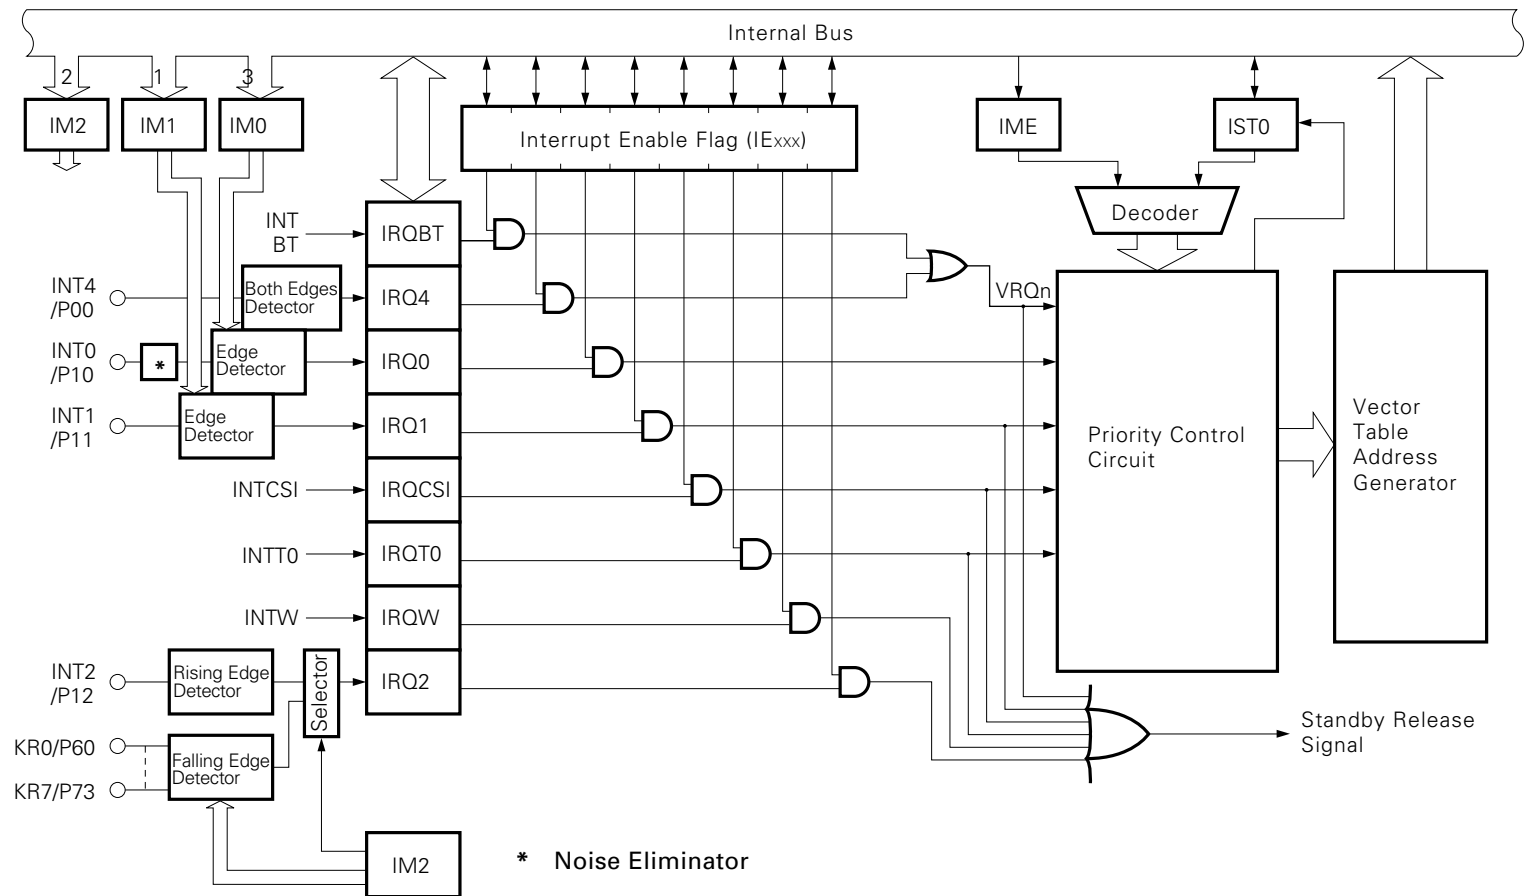 Internal Bus
2
1
3
IM2
IM1
IM0
Interrupt Enable Flag (IExxx)
IME
IST0
Decoder
INT
BT
IRQBT
INT4
/P00
Both Edges
Detector
IRQ4
VRQn
INT0
/P10
*
Edge
Detector
IRQ0
INT1
/P11
Edge
Detector
IRQ1
Priority Control
Circuit
Vector
Table
Address
Generator
INTCSI
IRQCSI
INTT0
IRQT0
INTW
IRQW
INT2
/P12
Rising Edge
Detector
Selector
IRQ2
Standby Release
Signal
KR0/P60
KR7/P73
Falling Edge
Detector
IM2
* Noise Eliminator